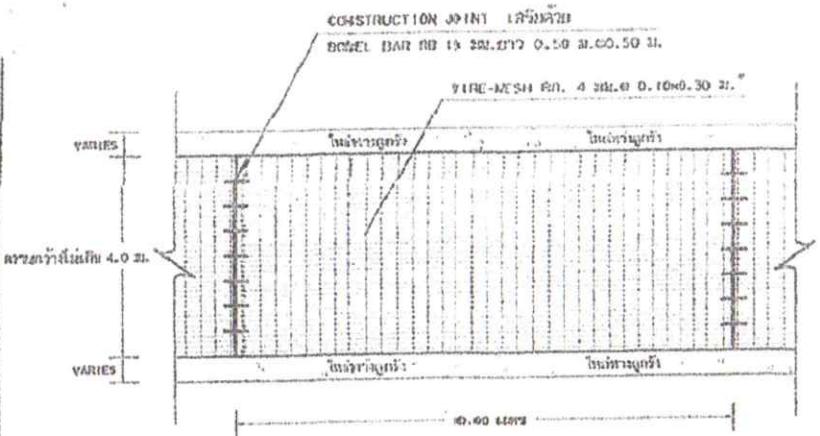 CONSTRUCTION JOINT เสริมด้วย
DOWEL BAR RB 15 มม.ยาว 0.50 ม.@0.50 ม.
WIRE-MESH ศก. 4 มม.@ 0.10x0.30 ม.
VARIES
ไหล่ทางลูกรัง ไหล่ทางลูกรัง
ความกว้างไม่เกิน 4.0 ม.
VARIES
ไหล่ทางลูกรัง ไหล่ทางลูกรัง
เมตร